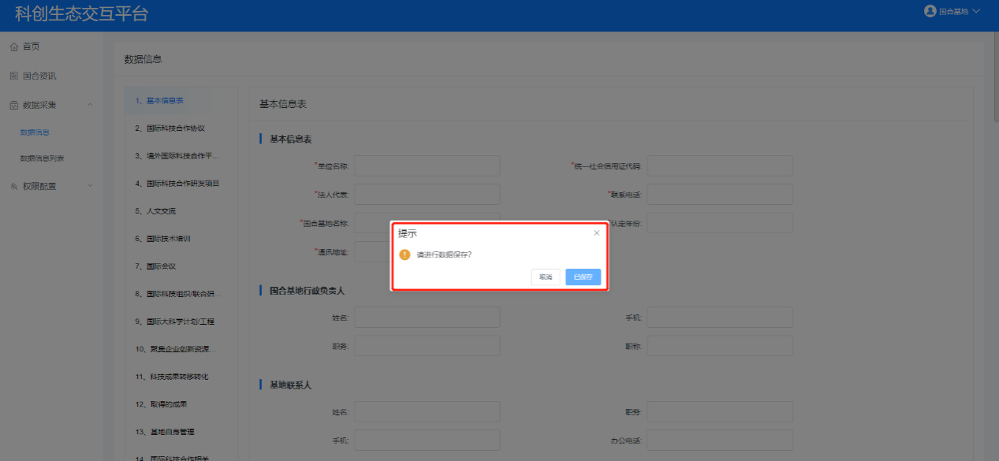 科创生态交互平台
国合基地
首页
国合资讯
数据采集
数据信息
数据信息列表
权限配置
数据信息
1、基本信息表
2、国际科技合作协议
3、境外国际科技合作平...
4、国际科技合作研发项目
5、人文交流
6、国际技术培训
7、国际会议
8、国际科技组织/联合研...
9、国际大科学计划/工程
10、聚集企业创新资源...
11、科技成果转移转化
12、取得的成果
13、基地自身管理
14、国际科技合作相关
基本信息表
基本信息表
*单位名称:
*统一社会信用证代码:
*法人代表:
*联系电话:
*国合基地名称:
认定年份:
*通讯地址:
提示
请进行数据保存?
取消
已保存
国合基地行政负责人
姓名:
手机:
职务:
职称:
基地联系人
姓名:
职务:
手机:
办公电话: